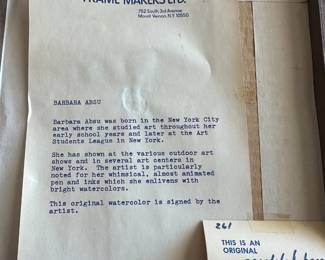 FRAME MAKERS LTD.
752 South 3rd Avenue
Mount Vernon, N.Y. 10550
BARBARA ABSU
Barbara Absu was born in the New York City
area where she studied art throughout her
early school years and later at the Art
Students League in New York.
She has shown at the various outdoor art
shows and in several art centers in
New York. The artist is particularly
noted for her whimsical, almost animated
pen and inks which she enlivens with
bright watercolors.
This original watercolor is signed by the
artist.
261
THIS IS AN
ORIGINAL